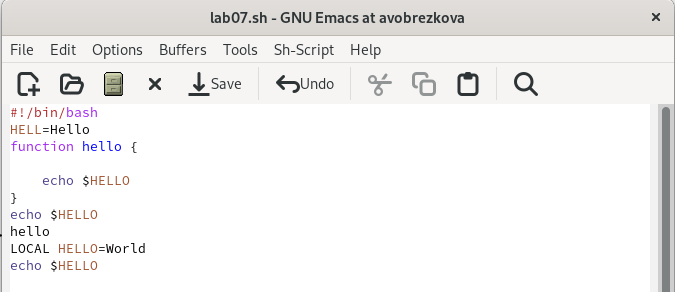 lab07.sh - GNU Emacs at avobrezkova
File Edit Options Buffers Tools Sh-Script Help
Save Undo
#!/bin/bash
HELL=Hello
function hello {
    echo $HELLO
}
echo $HELLO
hello
LOCAL HELLO=World
echo $HELLO